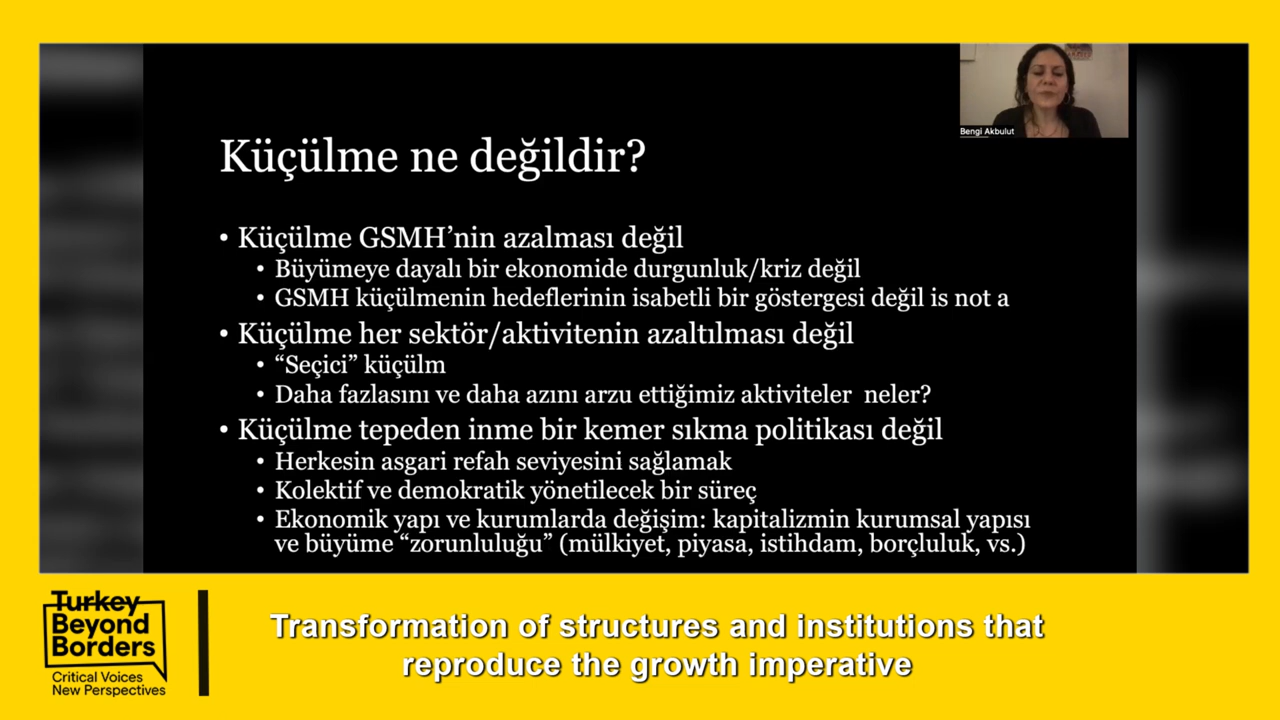 Bengi Akbulut
Küçülme ne değildir?
• Küçülme GSMH’nin azalması değil
• Büyümeye dayalı bir ekonomide durgunluk/kriz değil
• GSMH küçülmenin hedeflerinin isabetli bir göstergesi değil is not a
• Küçülme her sektör/aktivitenin azaltılması değil
• “Seçici” küçülm
• Daha fazlasını ve daha azını arzu ettiğimiz aktiviteler neler?
• Küçülme tepeden inme bir kemer sıkma politikası değil
• Herkesin asgari refah seviyesini sağlamak
• Kolektif ve demokratik yönetilecek bir süreç
• Ekonomik yapı ve kurumlarda değişim: kapitalizmin kurumsal yapısı
ve büyüme “zorunluluğu” (mülkiyet, piyasa, istihdam, borçluluk, vs.)
Turkey
Beyond
Borders
Critical Voices
New Perspectives
Transformation of structures and institutions that
reproduce the growth imperative